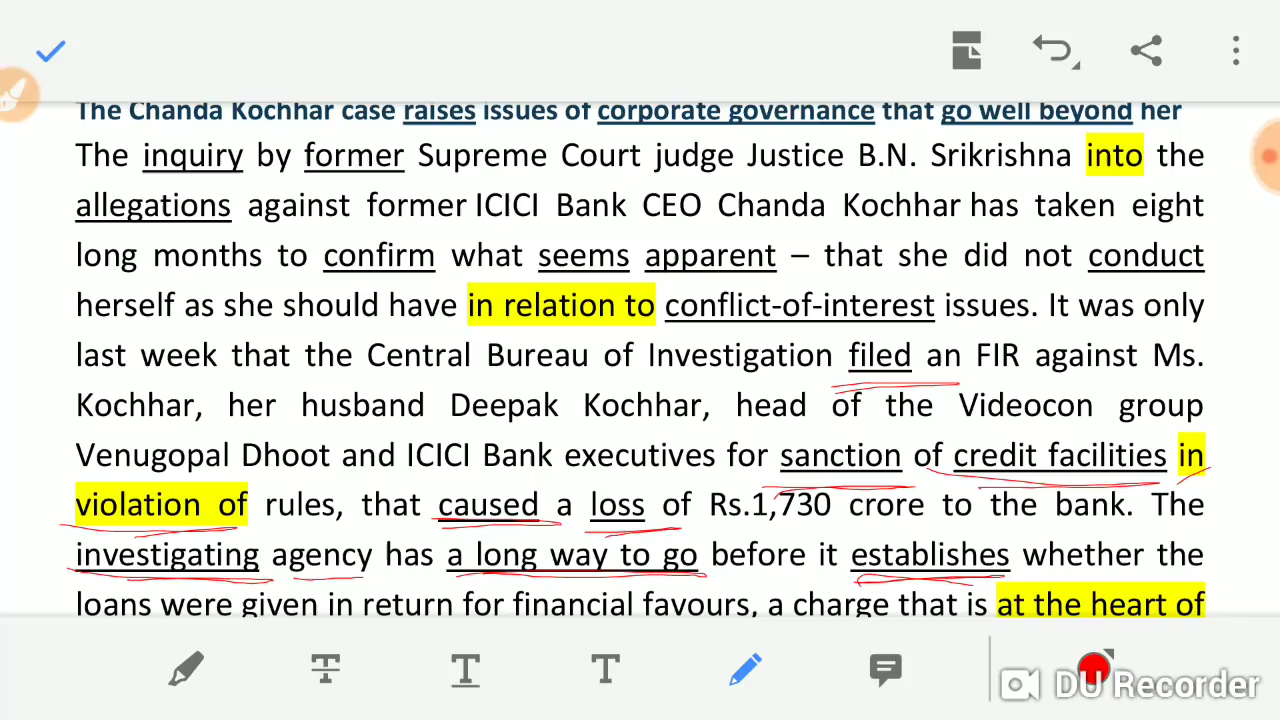 The Chanda Kochhar case raises issues of corporate governance that go well beyond her
The inquiry by former Supreme Court judge Justice B.N. Srikrishna into the
allegations against former ICICI Bank CEO Chanda Kochhar has taken eight
long months to confirm what seems apparent – that she did not conduct
herself as she should have in relation to conflict-of-interest issues. It was only
last week that the Central Bureau of Investigation filed an FIR against Ms.
Kochhar, her husband Deepak Kochhar, head of the Videocon group
Venugopal Dhoot and ICICI Bank executives for sanction of credit facilities in
violation of rules, that caused a loss of Rs.1,730 crore to the bank. The
investigating agency has a long way to go before it establishes whether the
loans were given in return for financial favours, a charge that is at the heart of
T T T
DU Recorder